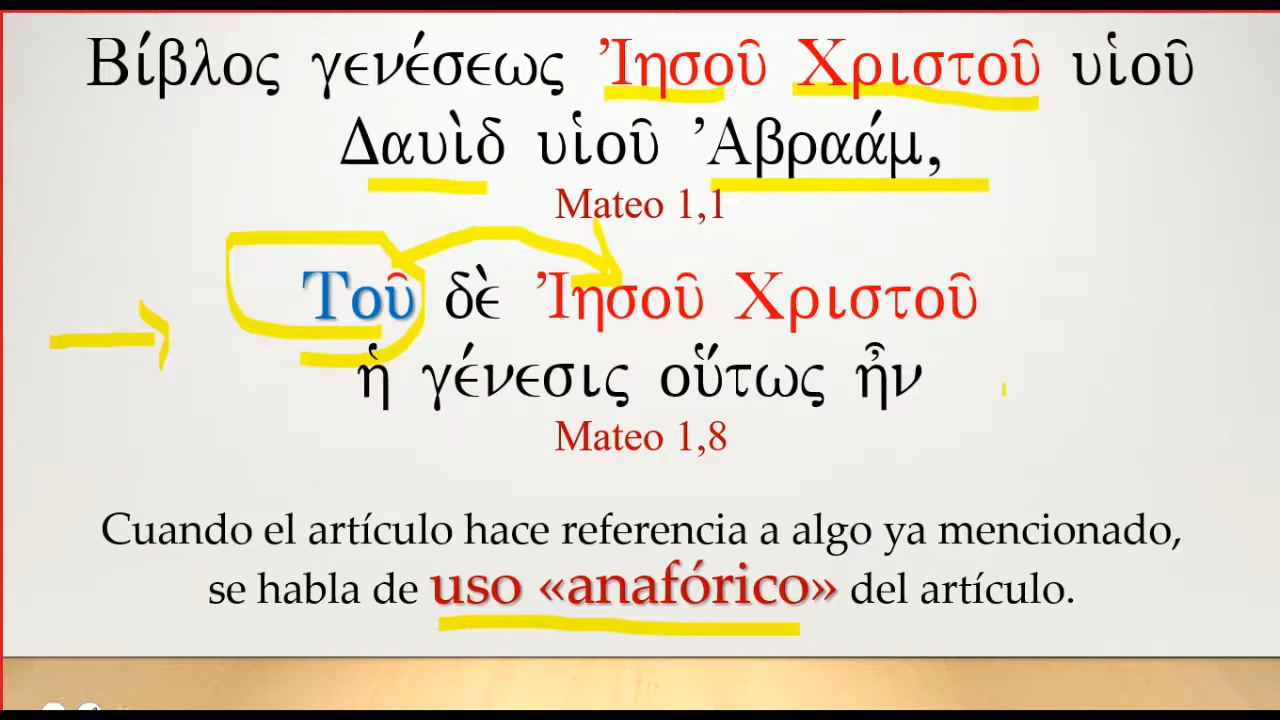 Βίβλος γενέσεως Ἰησοῦ Χριστοῦ υἱοῦ
Δαυὶδ υἱοῦ Ἀβραάμ,
Mateo 1,1
Τοῦ δὲ Ἰησοῦ Χριστοῦ
ἡ γένεσις οὕτως ἦν
Mateo 1,8
Cuando el artículo hace referencia a algo ya mencionado,
se habla de uso «anafórico» del artículo.